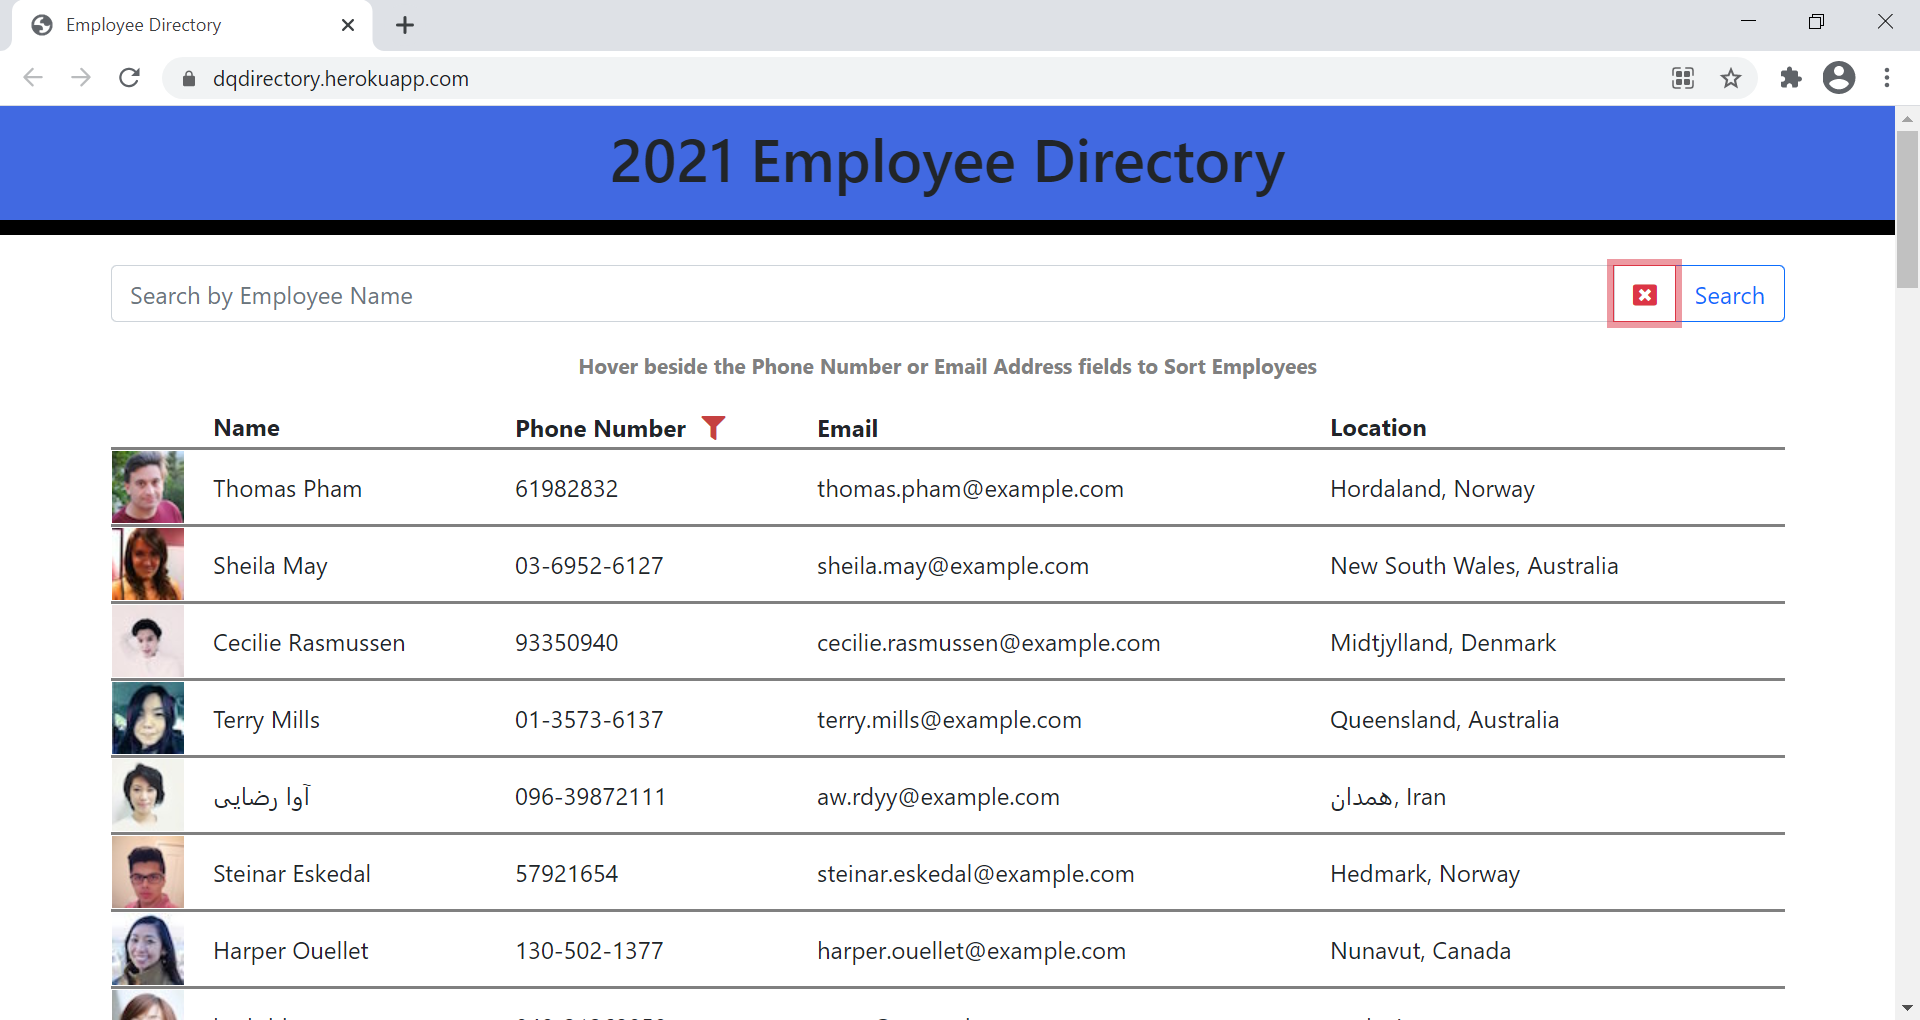 Employee Directory
dqdirectory.herokuapp.com
2021 Employee Directory
Search by Employee Name Search
Hover beside the Phone Number or Email Address fields to Sort Employees
Name Phone Number Email Location
Thomas Pham 61982832 thomas.pham@example.com Hordaland, Norway
Sheila May 03-6952-6127 sheila.may@example.com New South Wales, Australia
Cecilie Rasmussen 93350940 cecilie.rasmussen@example.com Midtjylland, Denmark
Terry Mills 01-3573-6137 terry.mills@example.com Queensland, Australia
آوا رضایی 096-39872111 aw.rdyy@example.com همدان, Iran
Steinar Eskedal 57921654 steinar.eskedal@example.com Hedmark, Norway
Harper Ouellet 130-502-1377 harper.ouellet@example.com Nunavut, Canada